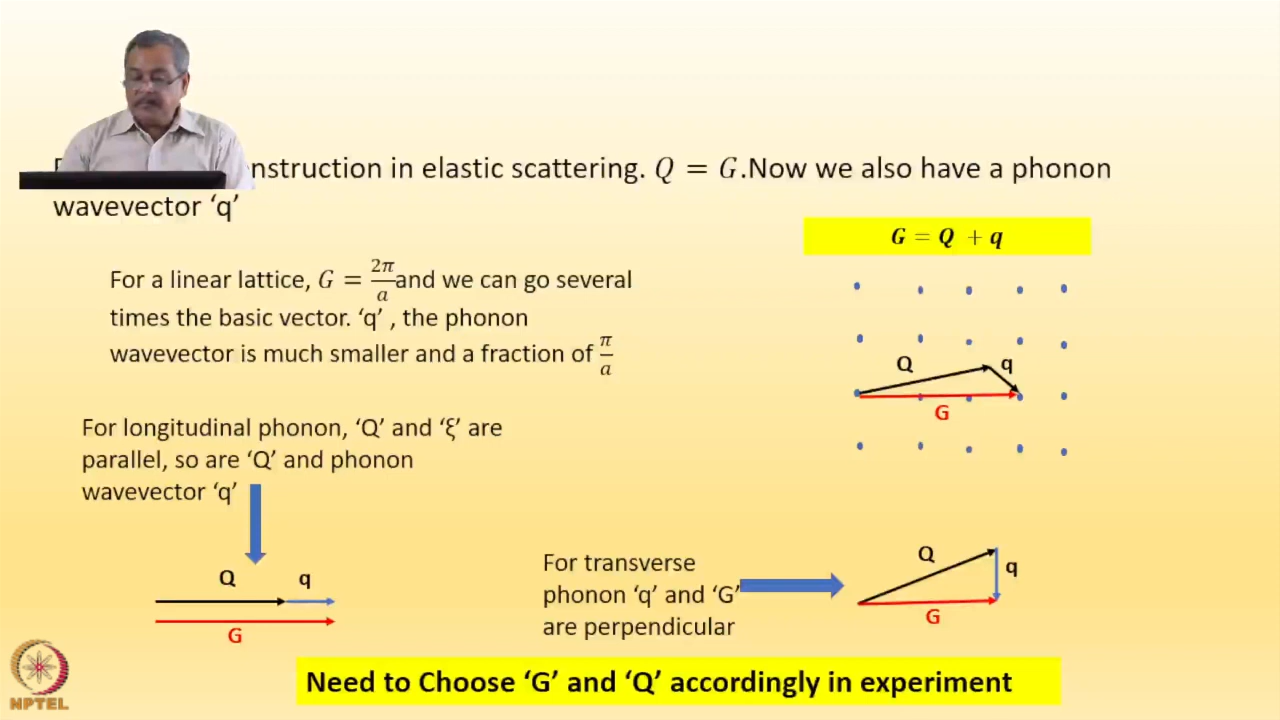 nstruction in elastic scattering. Q = G.Now we also have a phonon
wavevector 'q'
G = Q + q
For a linear lattice, G = 2π/a and we can go several
times the basic vector. 'q' , the phonon
wavevector is much smaller and a fraction of π/a
Q
q
G
For longitudinal phonon, 'Q' and 'ξ' are
parallel, so are 'Q' and phonon
wavevector 'q'
Q
q
G
For transverse
phonon 'q' and 'G'
are perpendicular
Q
q
G
Need to Choose 'G' and 'Q' accordingly in experiment
NPTEL